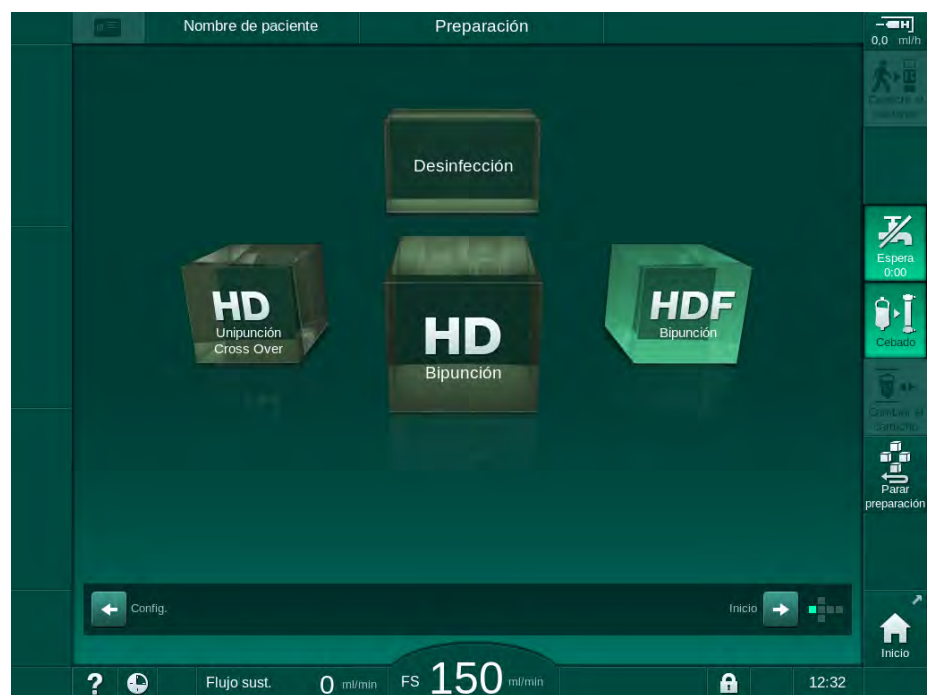 Nombre de paciente
Preparación
0,0 ml/h
Desinfección
HD
Unipunción
Cross Over
HD
Bipunción
HDF
Bipunción
Espera
0:00
Cebado
Parar
preparación
Config.
Inicio
Inicio
? Flujo sust. 0 ml/min FS 150 ml/min 12:32